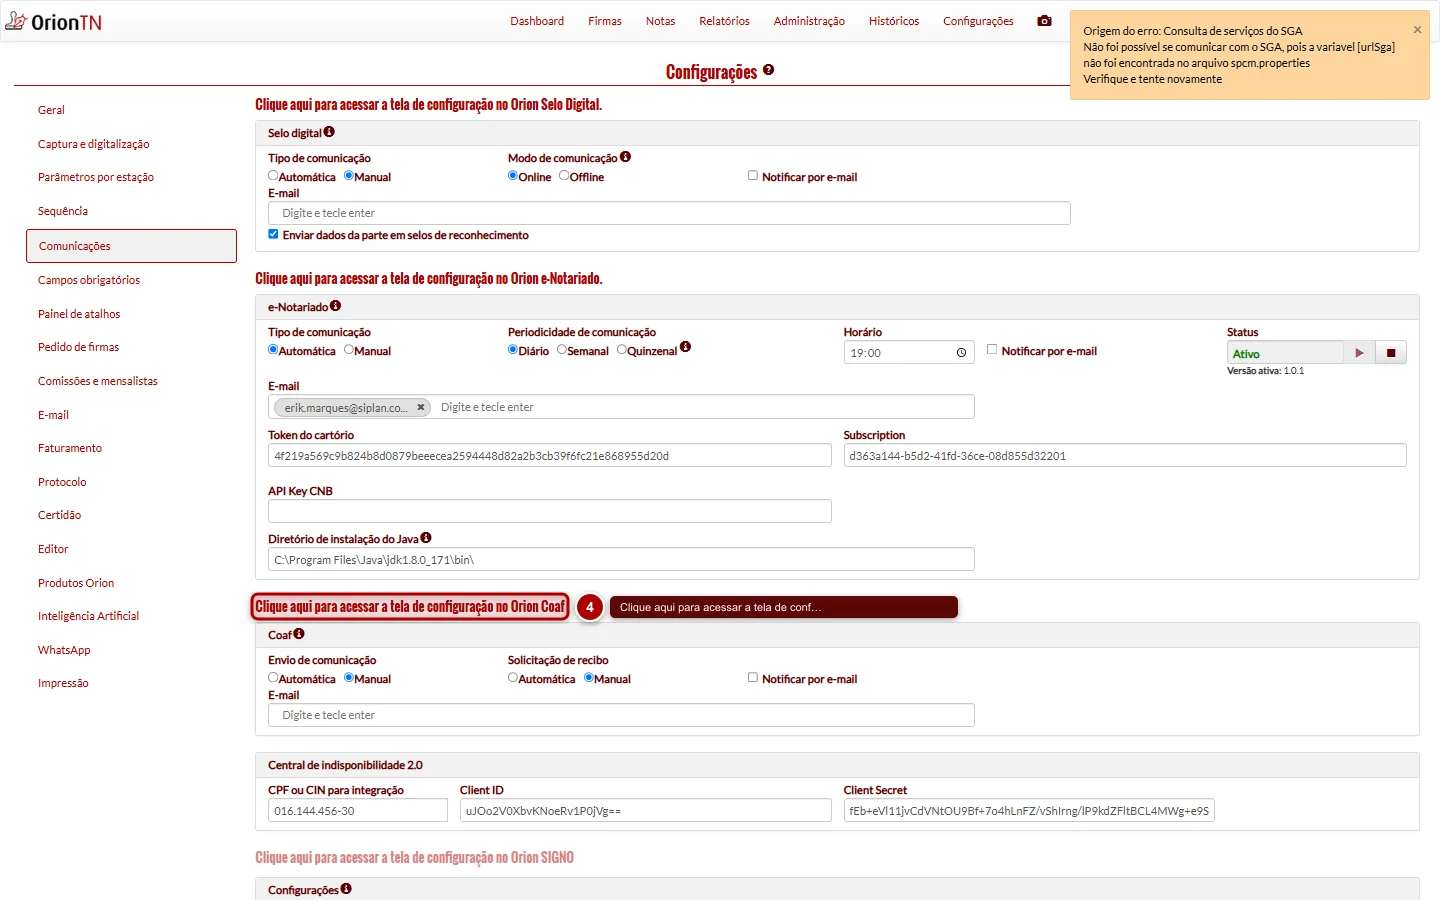 OrionTN
Dashboard
Firmas
Notas
Relatórios
Administração
Históricos
Configurações
Origem do erro: Consulta de serviços do SGA
Não foi possível se comunicar com o SGA, pois a variavel [urlSga]
não foi encontrada no arquivo spcm.properties
Verifique e tente novamente
×
Configurações
Geral
Captura e digitalização
Parâmetros por estação
Sequência
Comunicações
Campos obrigatórios
Painel de atalhos
Pedido de firmas
Comissões e mensalistas
E-mail
Faturamento
Protocolo
Certidão
Editor
Produtos Orion
Inteligência Artificial
WhatsApp
Impressão
Clique aqui para acessar a tela de configuração no Orion Selo Digital.
Selo digital
Tipo de comunicação
Modo de comunicação
Automática Manual
Online Offline
Notificar por e-mail
E-mail
Digite e tecle enter
Enviar dados da parte em selos de reconhecimento
Clique aqui para acessar a tela de configuração no Orion e-Notariado.
e-Notariado
Tipo de comunicação
Periodicidade de comunicação
Horário
Status
Automática Manual
Diário Semanal Quinzenal
19:00
Notificar por e-mail
Ativo
Versão ativa: 1.0.1
E-mail
erik.marques@siplan.co... Digite e tecle enter
Token do cartório
Subscription
4f219a569c9b824b8d0879beeecea2594448d82a2b3cb39f6fc21e868955d20d
d363a144-b5d2-41fd-36ce-08d855d32201
API Key CNB
Diretório de instalação do Java
C:\Program Files\Java\jdk1.8.0_171\bin\
Clique aqui para acessar a tela de configuração no Orion Coaf
4
Clique aqui para acessar a tela de conf...
Coaf
Envio de comunicação
Solicitação de recibo
Automática Manual
Automática Manual
Notificar por e-mail
E-mail
Digite e tecle enter
Central de indisponibilidade 2.0
CPF ou CIN para integração
Client ID
Client Secret
016.144.456-30
uJOo2V0XbvKNoeRv1P0jVg==
fEb+eVl11jvCdVNtOU9Bf+7o4hLnFZ/vShIrng/lP9kdZFltBCL4MWg+e9S
Clique aqui para acessar a tela de configuração no Orion SIGNO
Configurações